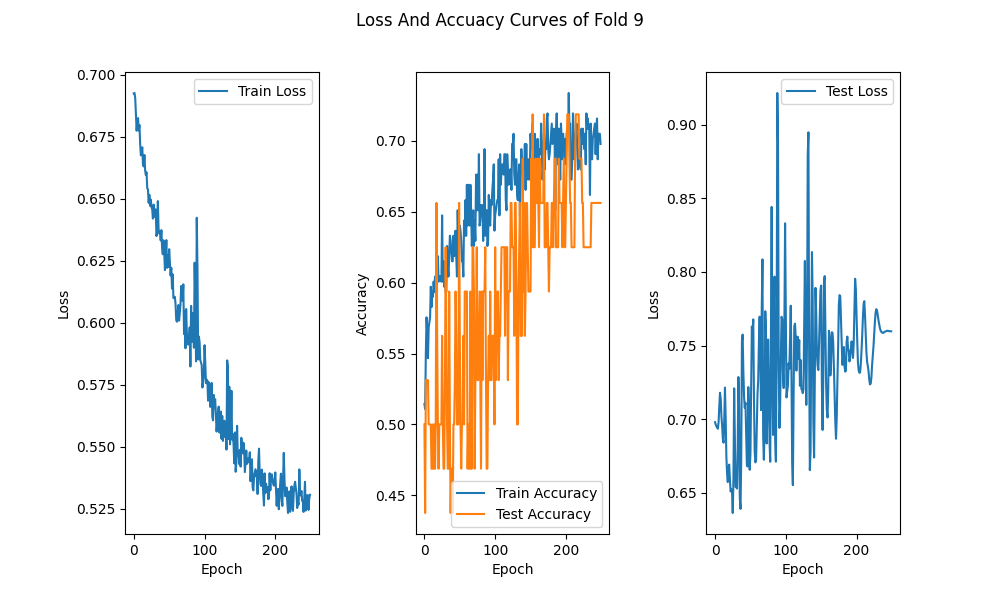 Loss And Accuacy Curves of Fold 9
0.700
0.675
0.650
0.625
0.600
0.575
0.550
0.525
Loss
0
100
200
Epoch
Train Loss
0.70
0.65
0.60
0.55
0.50
0.45
Accuracy
0
100
200
Epoch
Train Accuracy
Test Accuracy
0.90
0.85
0.80
0.75
0.70
0.65
Loss
0
100
200
Epoch
Test Loss